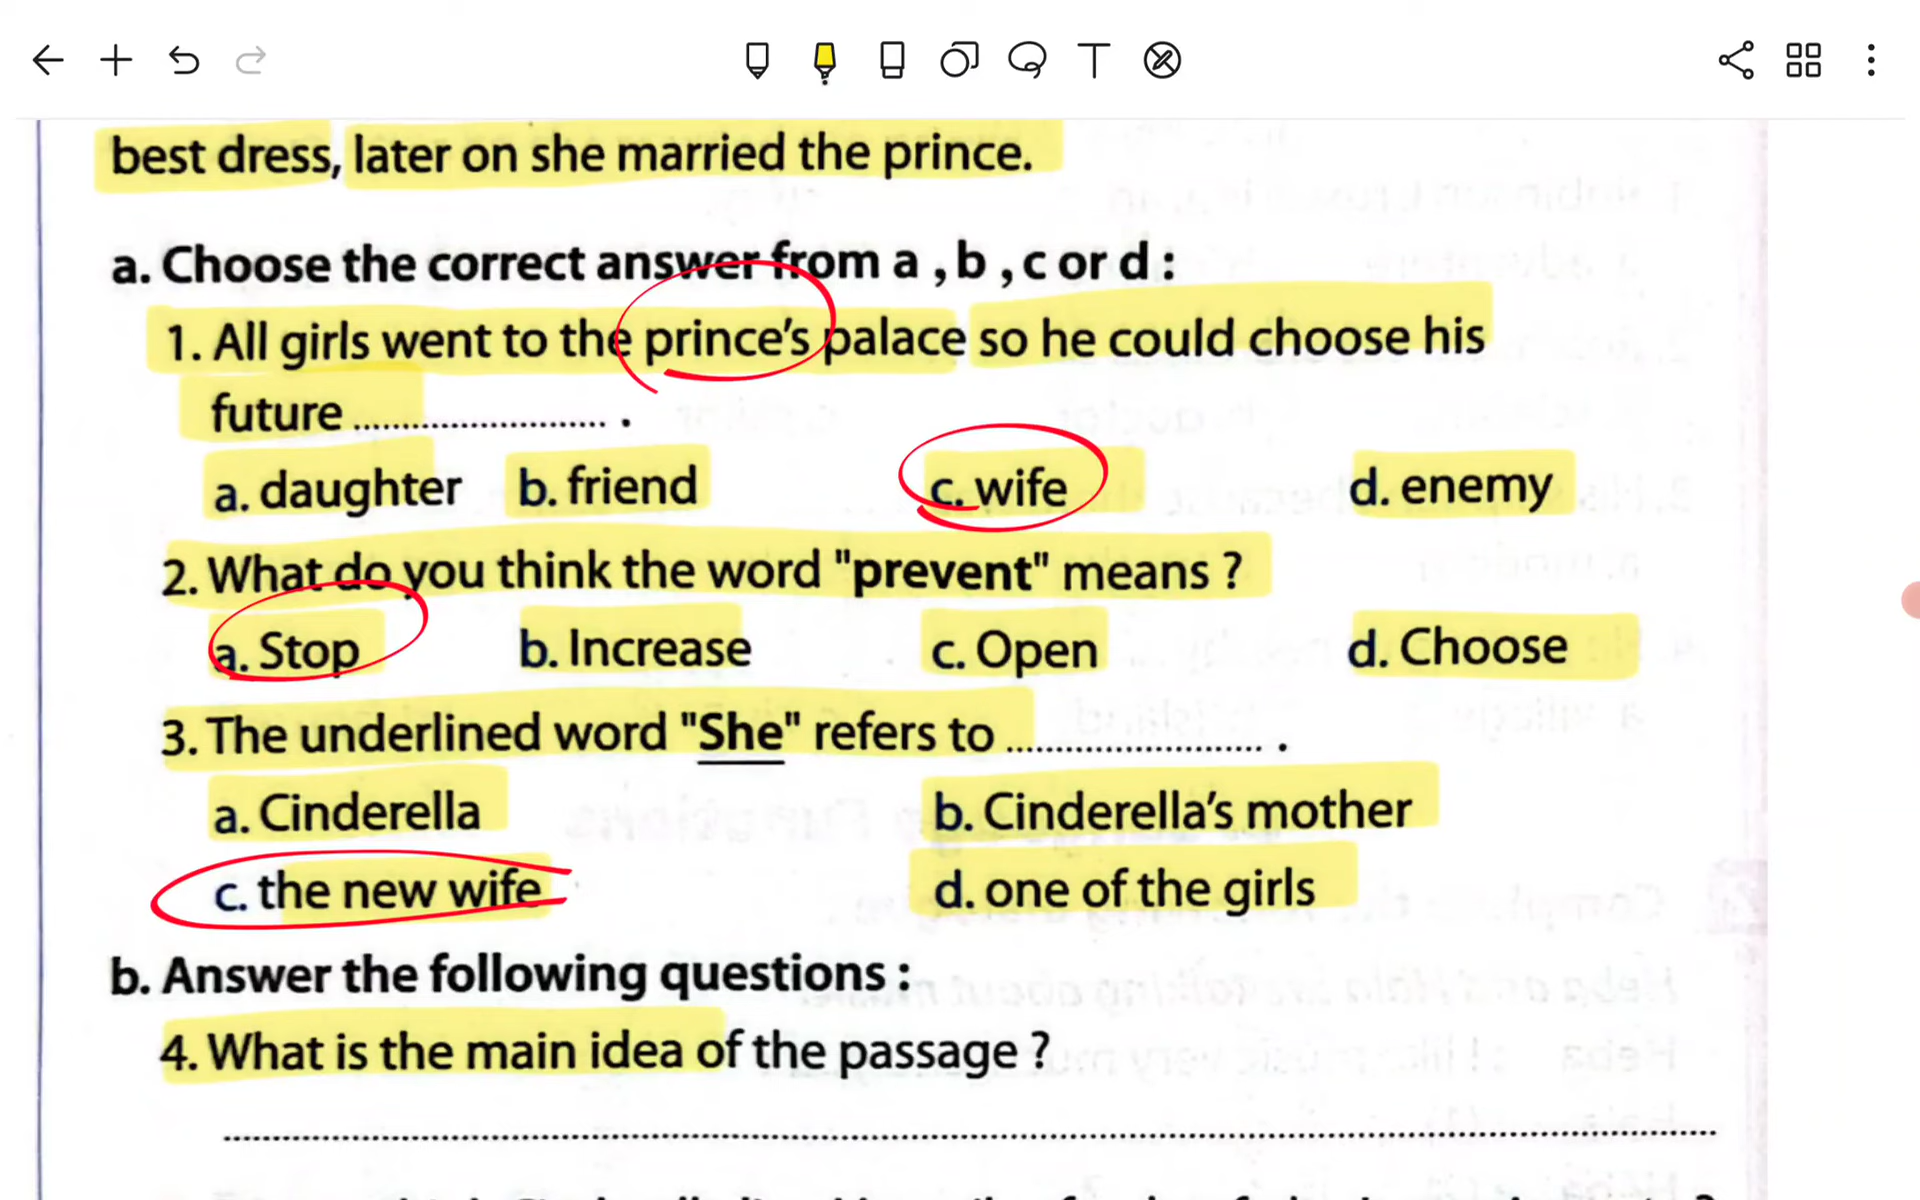 best dress, later on she married the prince.
a. Choose the correct answer from a , b , c or d :
1. All girls went to the prince's palace so he could choose his
future .......................... .
a. daughter b. friend c. wife d. enemy
2. What do you think the word "prevent" means ?
a. Stop b. Increase c. Open d. Choose
3. The underlined word "She" refers to .......................... .
a. Cinderella b. Cinderella's mother
c. the new wife d. one of the girls
b. Answer the following questions :
4. What is the main idea of the passage ?